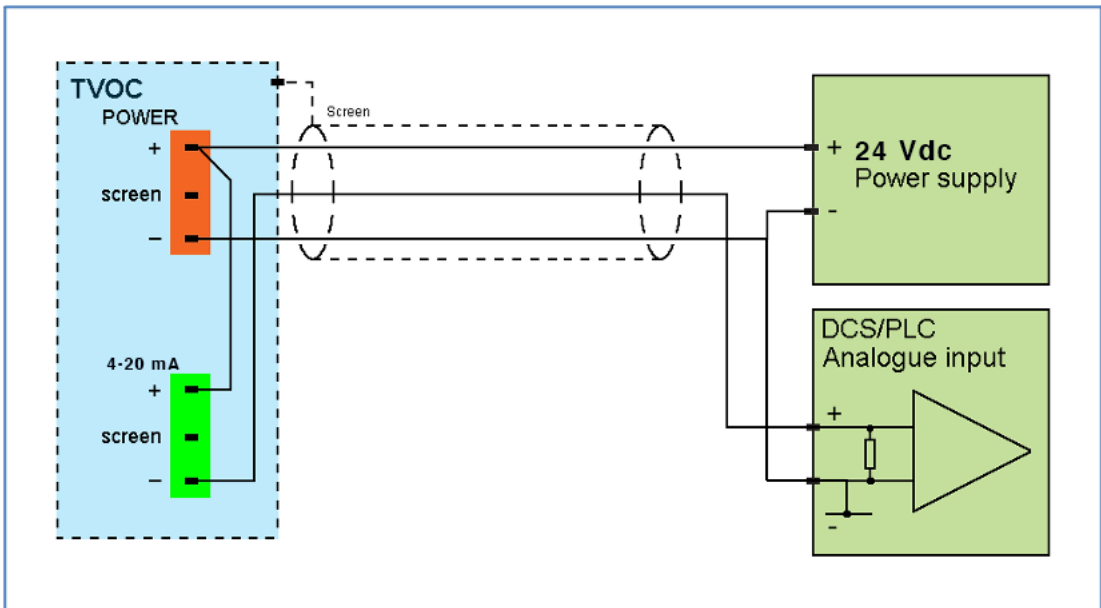 TVOC
POWER
+
screen
–
4-20 mA
+
screen
–
Screen
+ 24 Vdc
Power supply
-
DCS/PLC
Analogue input
+
-